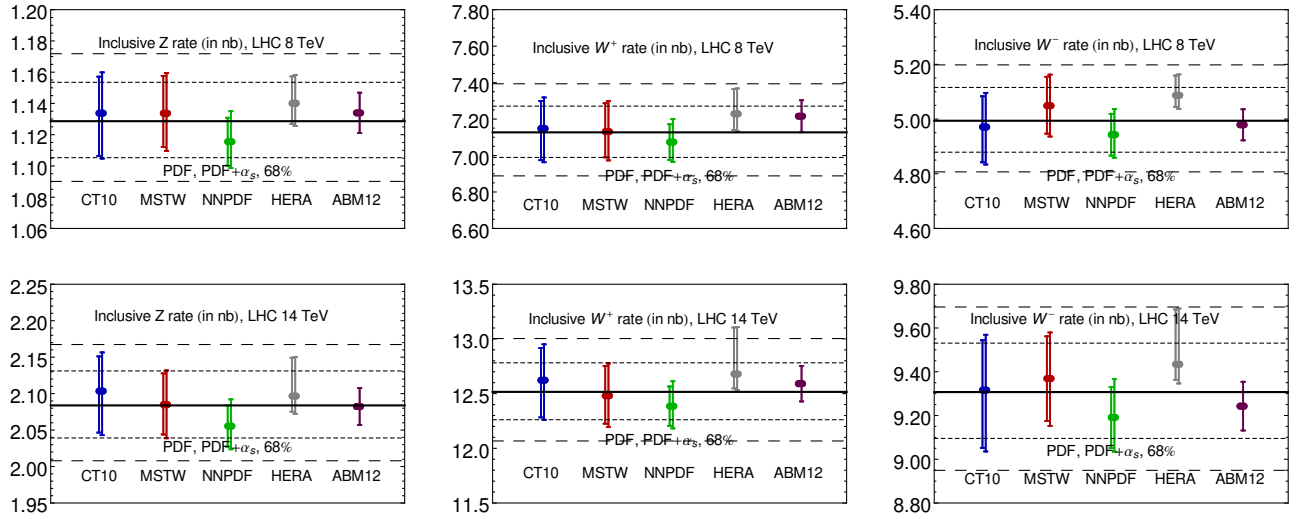 1.20
1.18
1.16
1.14
1.12
1.10
1.08
1.06
Inclusive Z rate (in nb), LHC 8 TeV
PDF, PDF+αs, 68%
CT10 MSTW NNPDF HERA ABM12
7.80
7.60
7.40
7.20
7.00
6.80
6.60
Inclusive W+ rate (in nb), LHC 8 TeV
PDF, PDF+αs, 68%
CT10 MSTW NNPDF HERA ABM12
5.40
5.20
5.00
4.80
4.60
Inclusive W− rate (in nb), LHC 8 TeV
PDF, PDF+αs, 68%
CT10 MSTW NNPDF HERA ABM12
2.25
2.20
2.15
2.10
2.05
2.00
1.95
Inclusive Z rate (in nb), LHC 14 TeV
PDF, PDF+αs, 68%
CT10 MSTW NNPDF HERA ABM12
13.5
13.0
12.5
12.0
11.5
Inclusive W+ rate (in nb), LHC 14 TeV
PDF, PDF+αs, 68%
CT10 MSTW NNPDF HERA ABM12
9.80
9.60
9.40
9.20
9.00
8.80
Inclusive W− rate (in nb), LHC 14 TeV
PDF, PDF+αs, 68%
CT10 MSTW NNPDF HERA ABM12